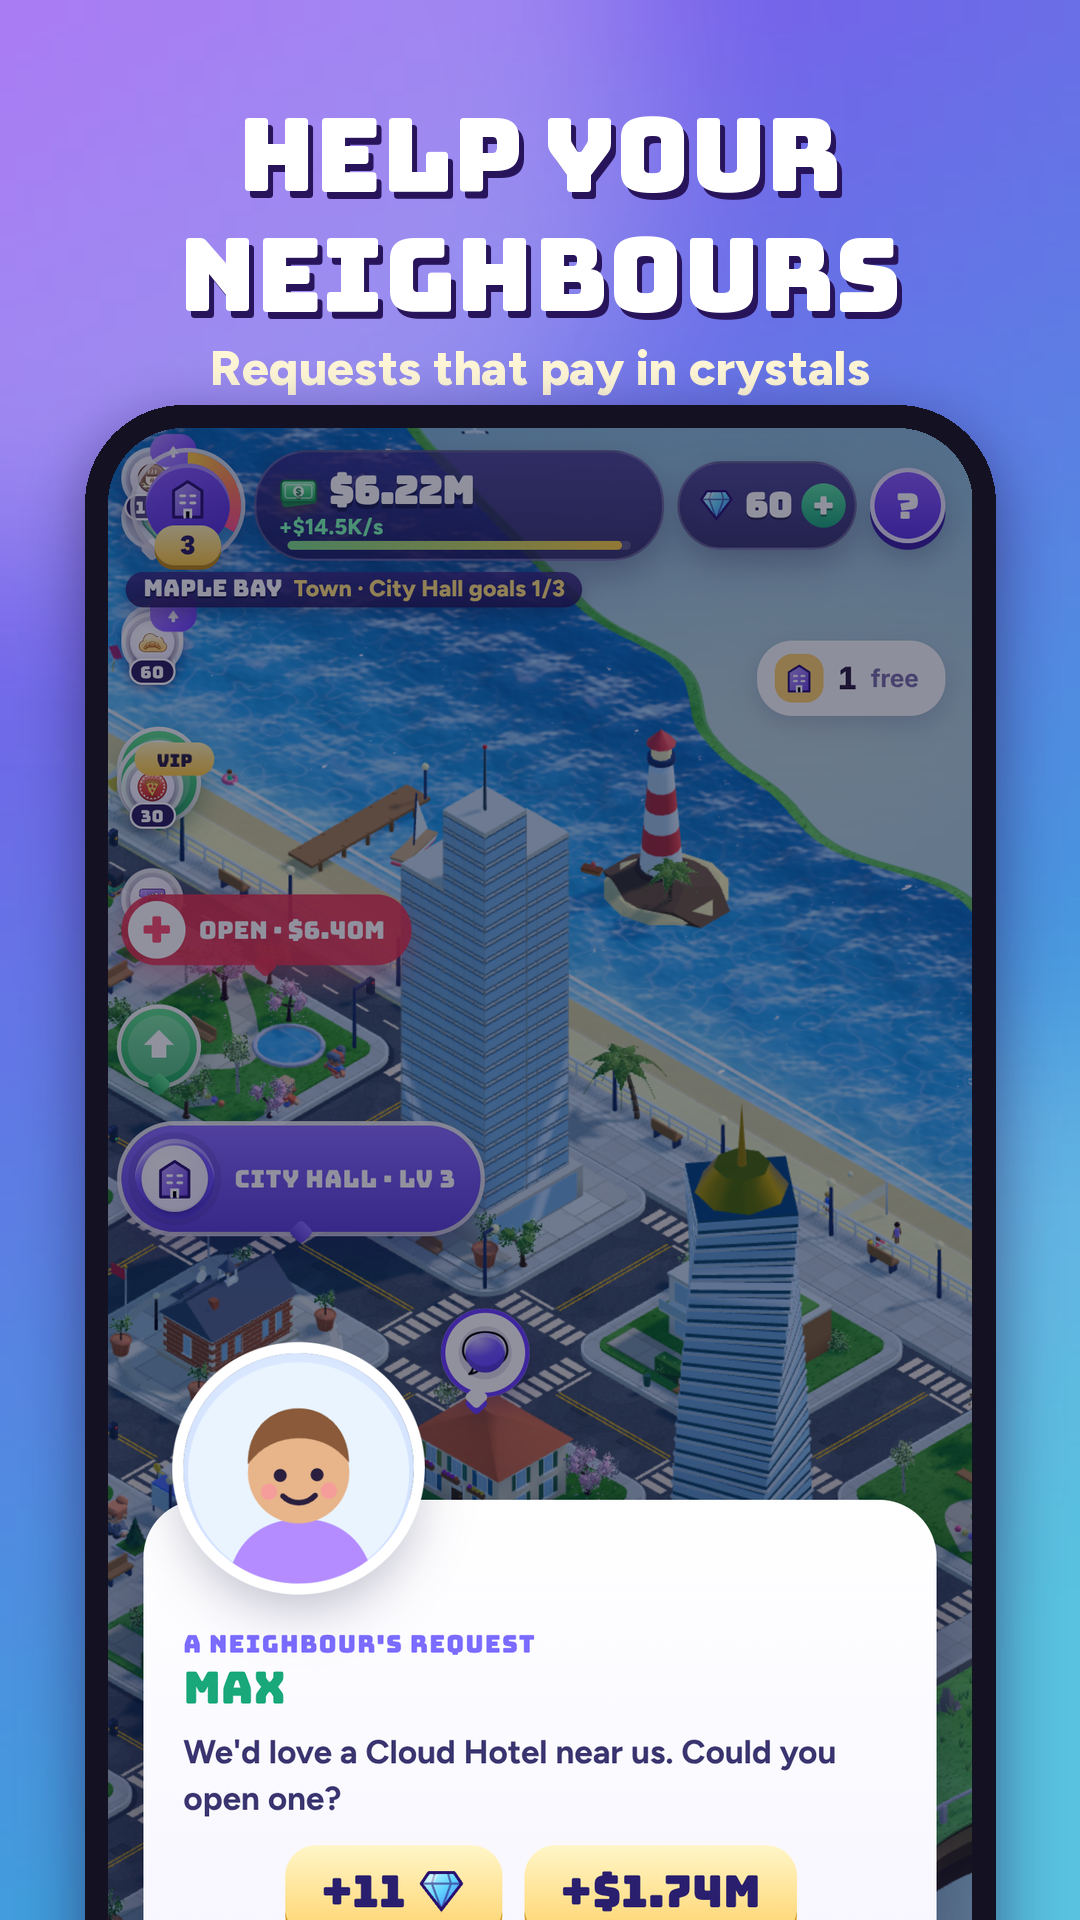 HELP YOUR
NEIGHBOURS
Requests that pay in crystals
$6.22M
+$14.5K/s
60
+
?
3
MAPLE BAY Town · City Hall goals 1/3
60
1 free
VIP
30
OPEN · $6.40M
CITY HALL · LV 3
A NEIGHBOUR'S REQUEST
MAX
We'd love a Cloud Hotel near us. Could you
open one?
+11
+$1.74M